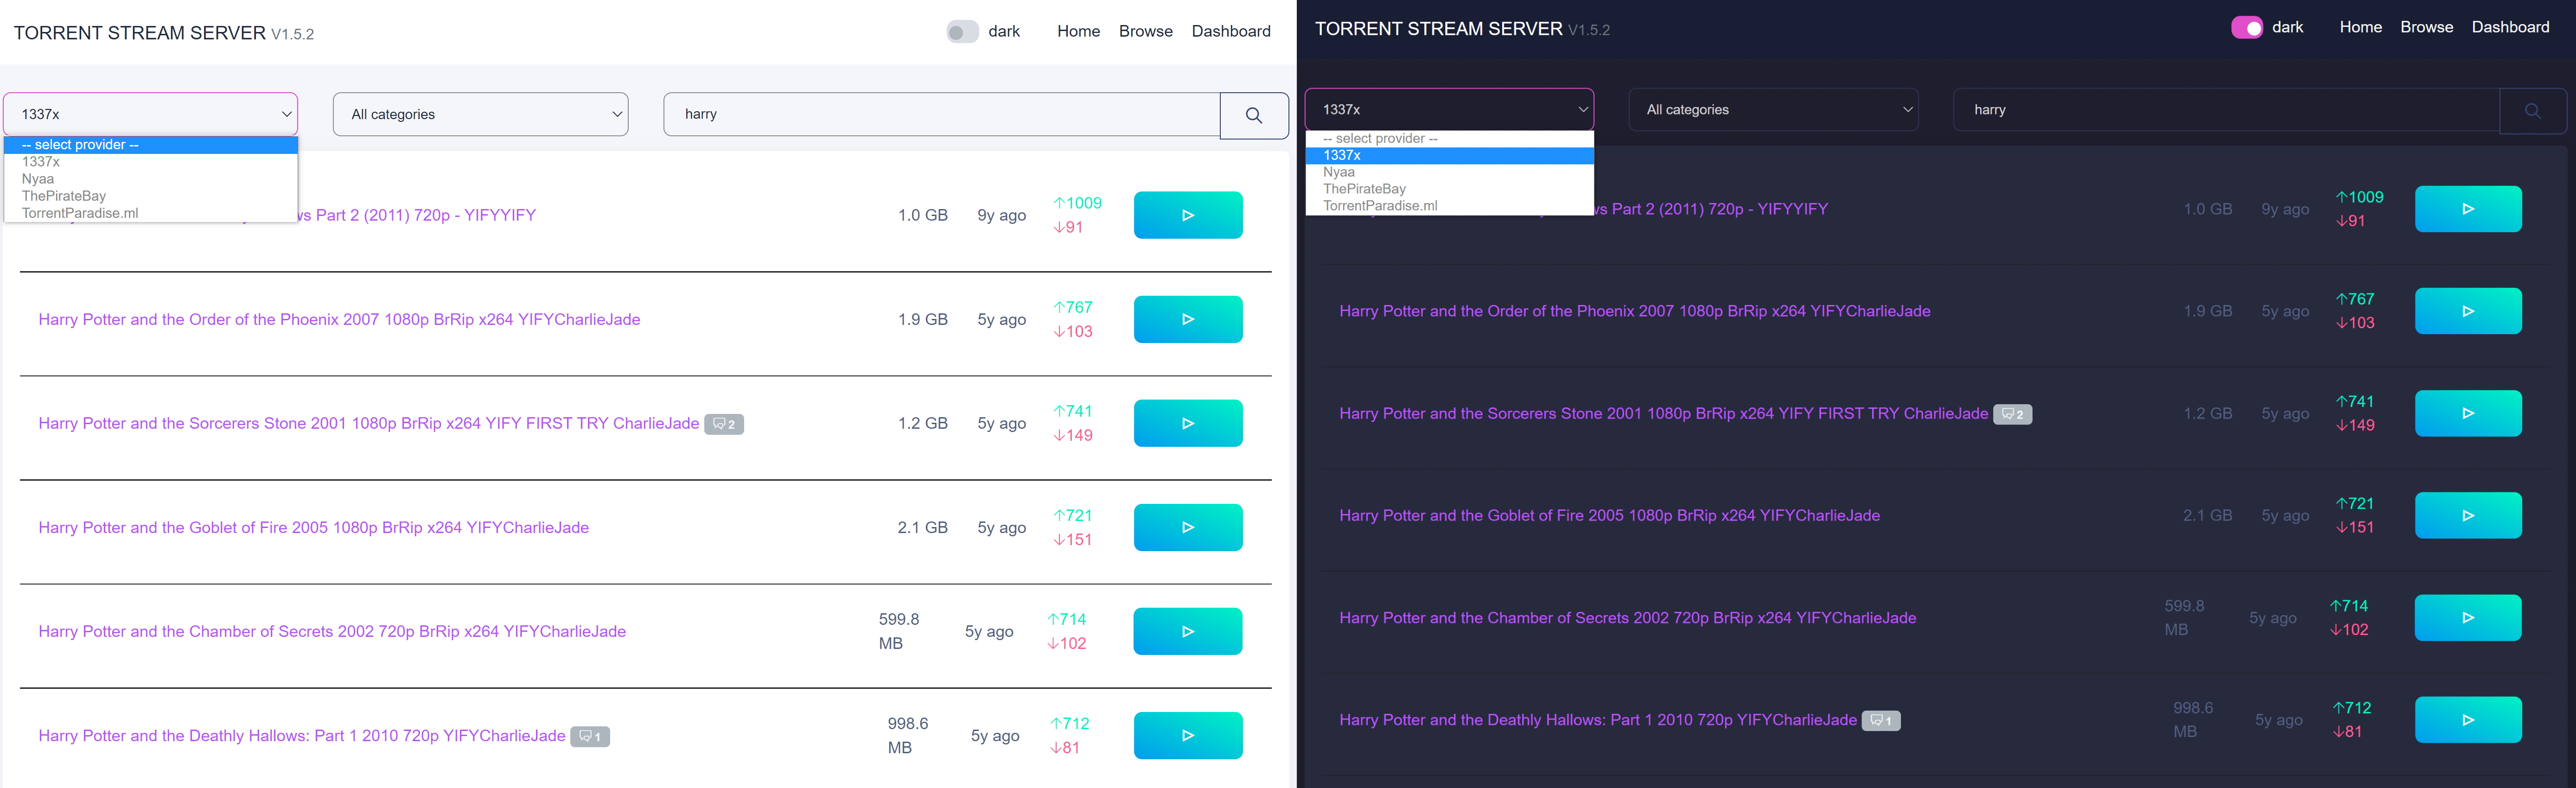 TORRENT STREAM SERVER V1.5.2
dark Home Browse Dashboard
1337x All categories harry
-- select provider --
1337x
Nyaa
ThePirateBay
TorrentParadise.ml
Part 2 (2011) 720p - YIFYYIFY 1.0 GB 9y ago ↑1009
↓91
Harry Potter and the Order of the Phoenix 2007 1080p BrRip x264 YIFYCharlieJade 1.9 GB 5y ago ↑767
↓103
Harry Potter and the Sorcerers Stone 2001 1080p BrRip x264 YIFY FIRST TRY CharlieJade 2 1.2 GB 5y ago ↑741
↓149
Harry Potter and the Goblet of Fire 2005 1080p BrRip x264 YIFYCharlieJade 2.1 GB 5y ago ↑721
↓151
Harry Potter and the Chamber of Secrets 2002 720p BrRip x264 YIFYCharlieJade 599.8 MB 5y ago ↑714
↓102
Harry Potter and the Deathly Hallows: Part 1 2010 720p YIFYCharlieJade 1 998.6 MB 5y ago ↑712
↓81
TORRENT STREAM SERVER V1.5.2
dark Home Browse Dashboard
1337x All categories harry
-- select provider --
1337x
Nyaa
ThePirateBay
TorrentParadise.ml
Part 2 (2011) 720p - YIFYYIFY 1.0 GB 9y ago ↑1009
↓91
Harry Potter and the Order of the Phoenix 2007 1080p BrRip x264 YIFYCharlieJade 1.9 GB 5y ago ↑767
↓103
Harry Potter and the Sorcerers Stone 2001 1080p BrRip x264 YIFY FIRST TRY CharlieJade 2 1.2 GB 5y ago ↑741
↓149
Harry Potter and the Goblet of Fire 2005 1080p BrRip x264 YIFYCharlieJade 2.1 GB 5y ago ↑721
↓151
Harry Potter and the Chamber of Secrets 2002 720p BrRip x264 YIFYCharlieJade 599.8 MB 5y ago ↑714
↓102
Harry Potter and the Deathly Hallows: Part 1 2010 720p YIFYCharlieJade 1 998.6 MB 5y ago ↑712
↓81